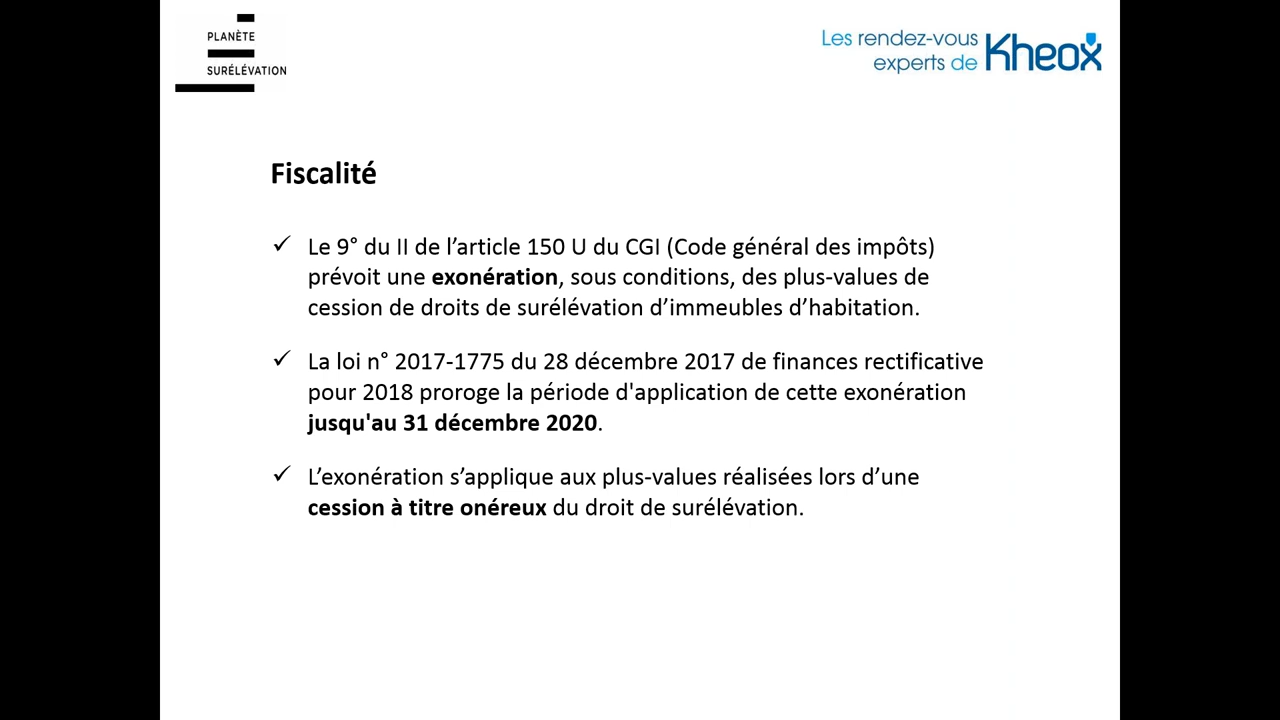 PLANÈTE
SURÉLÉVATION
Les rendez-vous
experts de Kheox
Fiscalité
✓ Le 9° du II de l’article 150 U du CGI (Code général des impôts)
prévoit une exonération, sous conditions, des plus-values de
cession de droits de surélévation d’immeubles d’habitation.
✓ La loi n° 2017-1775 du 28 décembre 2017 de finances rectificative
pour 2018 proroge la période d'application de cette exonération
jusqu'au 31 décembre 2020.
✓ L’exonération s’applique aux plus-values réalisées lors d’une
cession à titre onéreux du droit de surélévation.